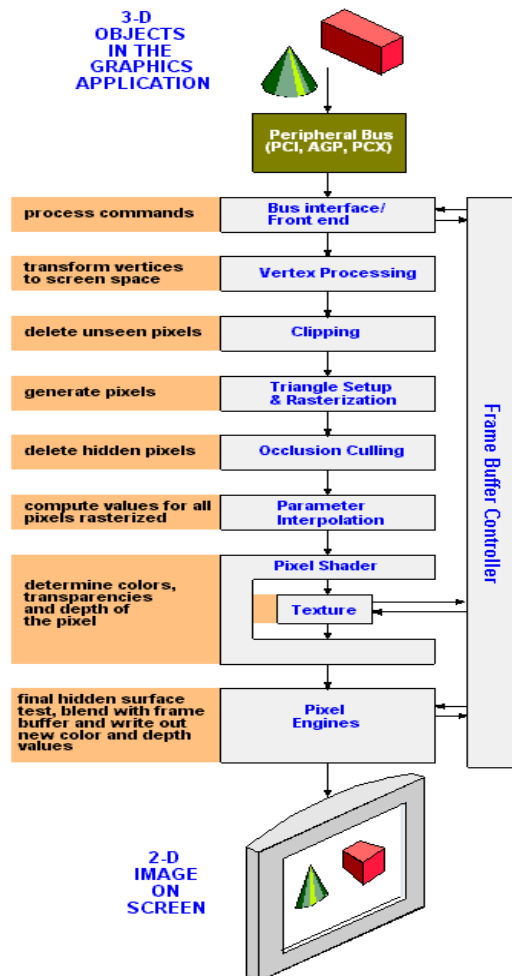 3-D
OBJECTS
IN THE
GRAPHICS
APPLICATION
Peripheral Bus
(PCI, AGP, PCX)
process commands
Bus interface/
Front end
transform vertices
to screen space
Vertex Processing
delete unseen pixels
Clipping
generate pixels
Triangle Setup
& Rasterization
delete hidden pixels
Occlusion Culling
compute values for all
pixels rasterized
Parameter
Interpolation
Pixel Shader
determine colors,
transparencies
and depth of
the pixel
Texture
final hidden surface
test, blend with frame
buffer and write out
new color and depth
values
Pixel
Engines
Frame Buffer Controller
2-D
IMAGE
ON
SCREEN